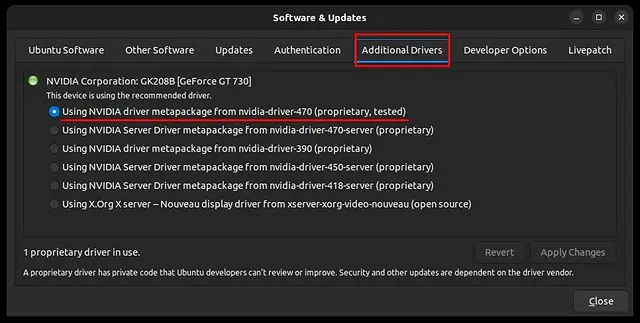 Software & Updates
Ubuntu Software Other Software Updates Authentication Additional Drivers Developer Options Livepatch
NVIDIA Corporation: GK208B [GeForce GT 730]
This device is using the recommended driver.
Using NVIDIA driver metapackage from nvidia-driver-470 (proprietary, tested)
Using NVIDIA Server Driver metapackage from nvidia-driver-470-server (proprietary)
Using NVIDIA driver metapackage from nvidia-driver-390 (proprietary)
Using NVIDIA Server Driver metapackage from nvidia-driver-450-server (proprietary)
Using NVIDIA Server Driver metapackage from nvidia-driver-418-server (proprietary)
Using X.Org X server – Nouveau display driver from xserver-xorg-video-nouveau (open source)
1 proprietary driver in use. Revert Apply Changes
A proprietary driver has private code that Ubuntu developers can't review or improve. Security and other updates are dependent on the driver vendor.
Close